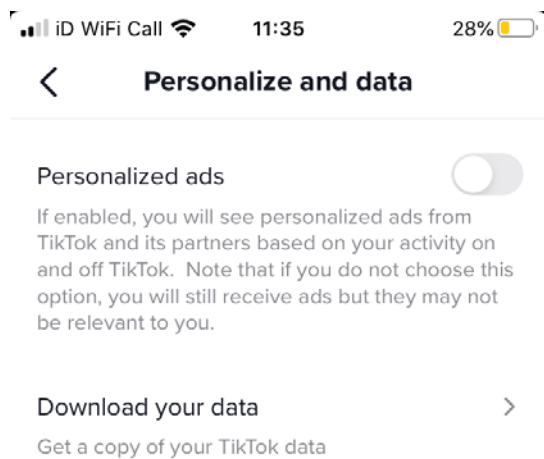 iD WiFi Call 11:35 28%
Personalize and data
Personalized ads
If enabled, you will see personalized ads from
TikTok and its partners based on your activity on
and off TikTok. Note that if you do not choose this
option, you will still receive ads but they may not
be relevant to you.
Download your data
Get a copy of your TikTok data